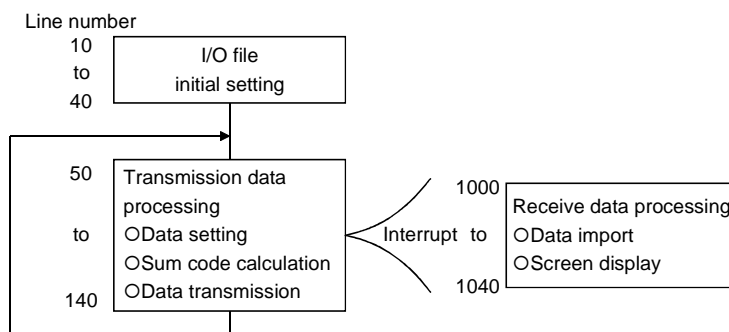 Line number
10
to
40
I/O file
initial setting
50
to
140
Transmission data
processing
○Data setting
○Sum code calculation
○Data transmission
Interrupt
1000
to
1040
Receive data processing
○Data import
○Screen display